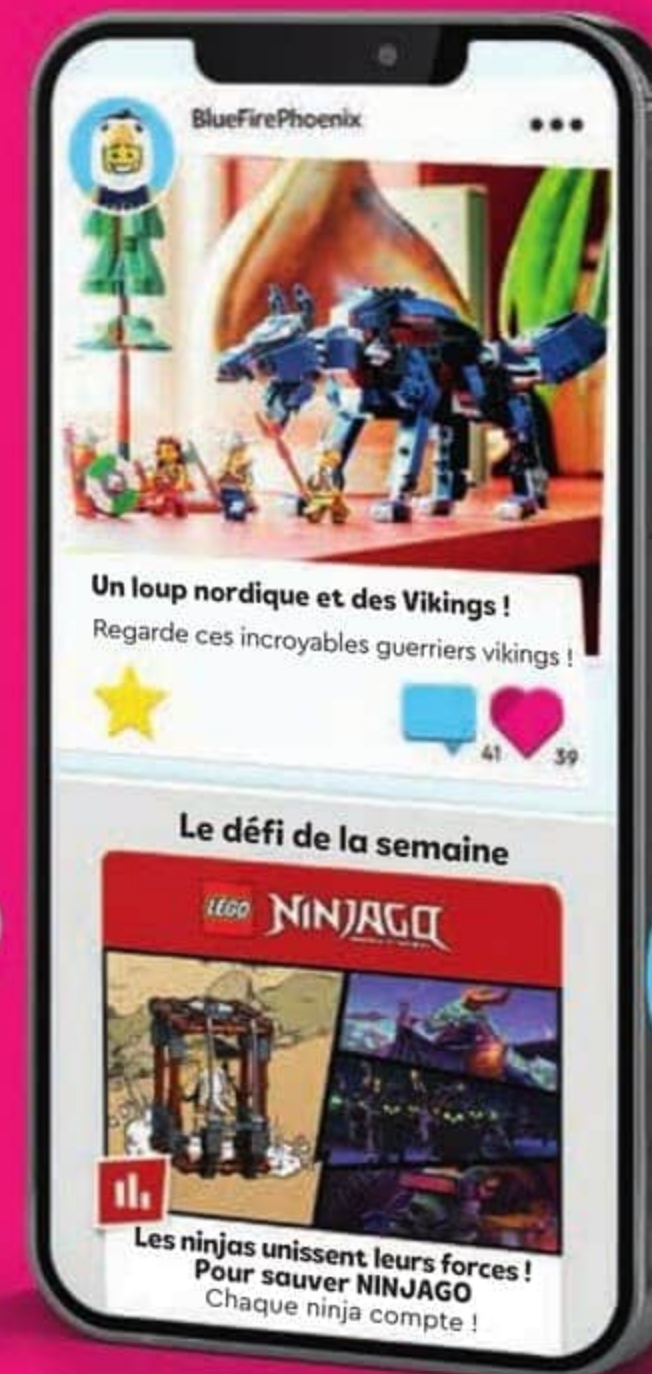 BlueFirePhoenix
Un loup nordique et des Vikings !
Regarde ces incroyables guerriers vikings !
41
39
Le défi de la semaine
LEGO NINJAGO
Les ninjas unissent leurs forces !
Pour sauver NINJAGO
Chaque ninja compte !